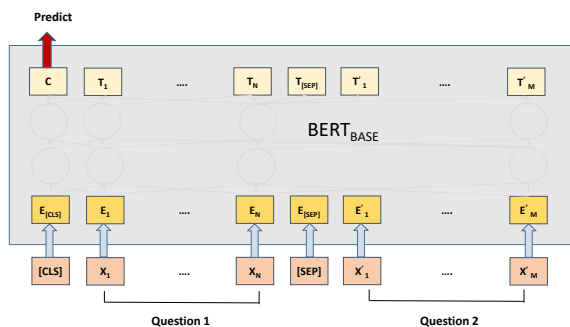 Predict
C T1 .... TN T[SEP] T′1 .... T′M
BERTBASE
E[CLS] E1 .... EN E[SEP] E′1 .... E′M
[CLS] X1 .... XN [SEP] X′1 .... X′M
Question 1 Question 2